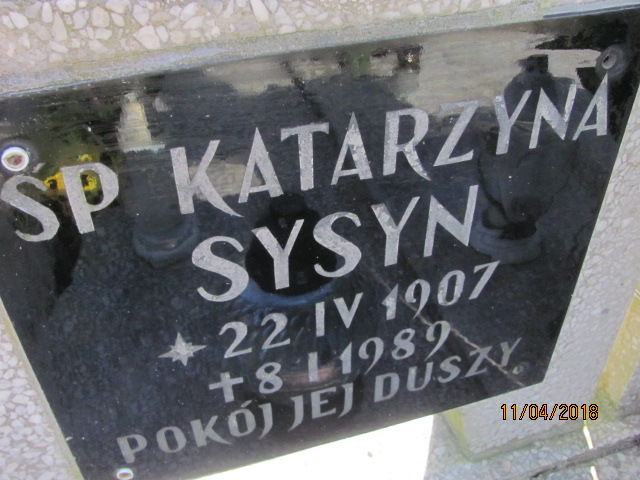 SP KATARZYNA
SYSYN
* 22 IV 1907
+ 8 I 1989
POKÓJ JEJ DUSZY
11/04/2018